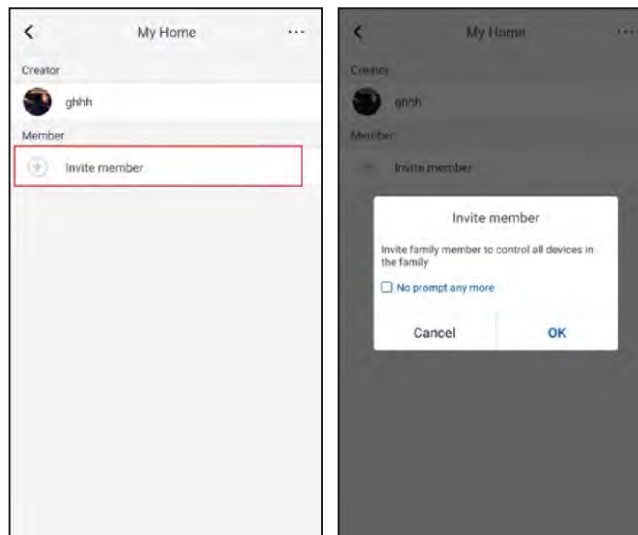 My Home
Creator
ghhh
Member
Invite member
My Home
Creator
ghhh
Member
Invite member
Invite member
Invite family member to control all devices in
the family
No prompt any more
Cancel OK